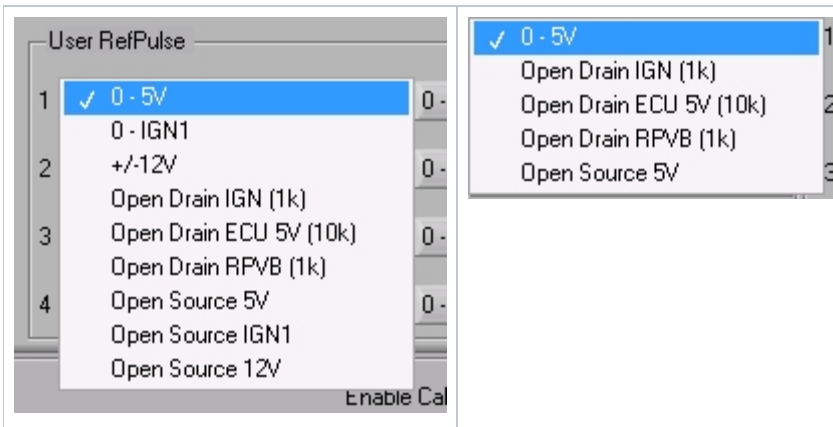 User RefPulse
1 ✓ 0 - 5V 0 -
0 - IGN1
2 +/-12V 0 -
Open Drain IGN (1k)
3 Open Drain ECU 5V (10k) 0 -
Open Drain RPVB (1k)
4 Open Source 5V 0 -
Open Source IGN1
Open Source 12V
Enable Cal
✓ 0 - 5V 1
Open Drain IGN (1k)
Open Drain ECU 5V (10k) 2
Open Drain RPVB (1k)
Open Source 5V 3